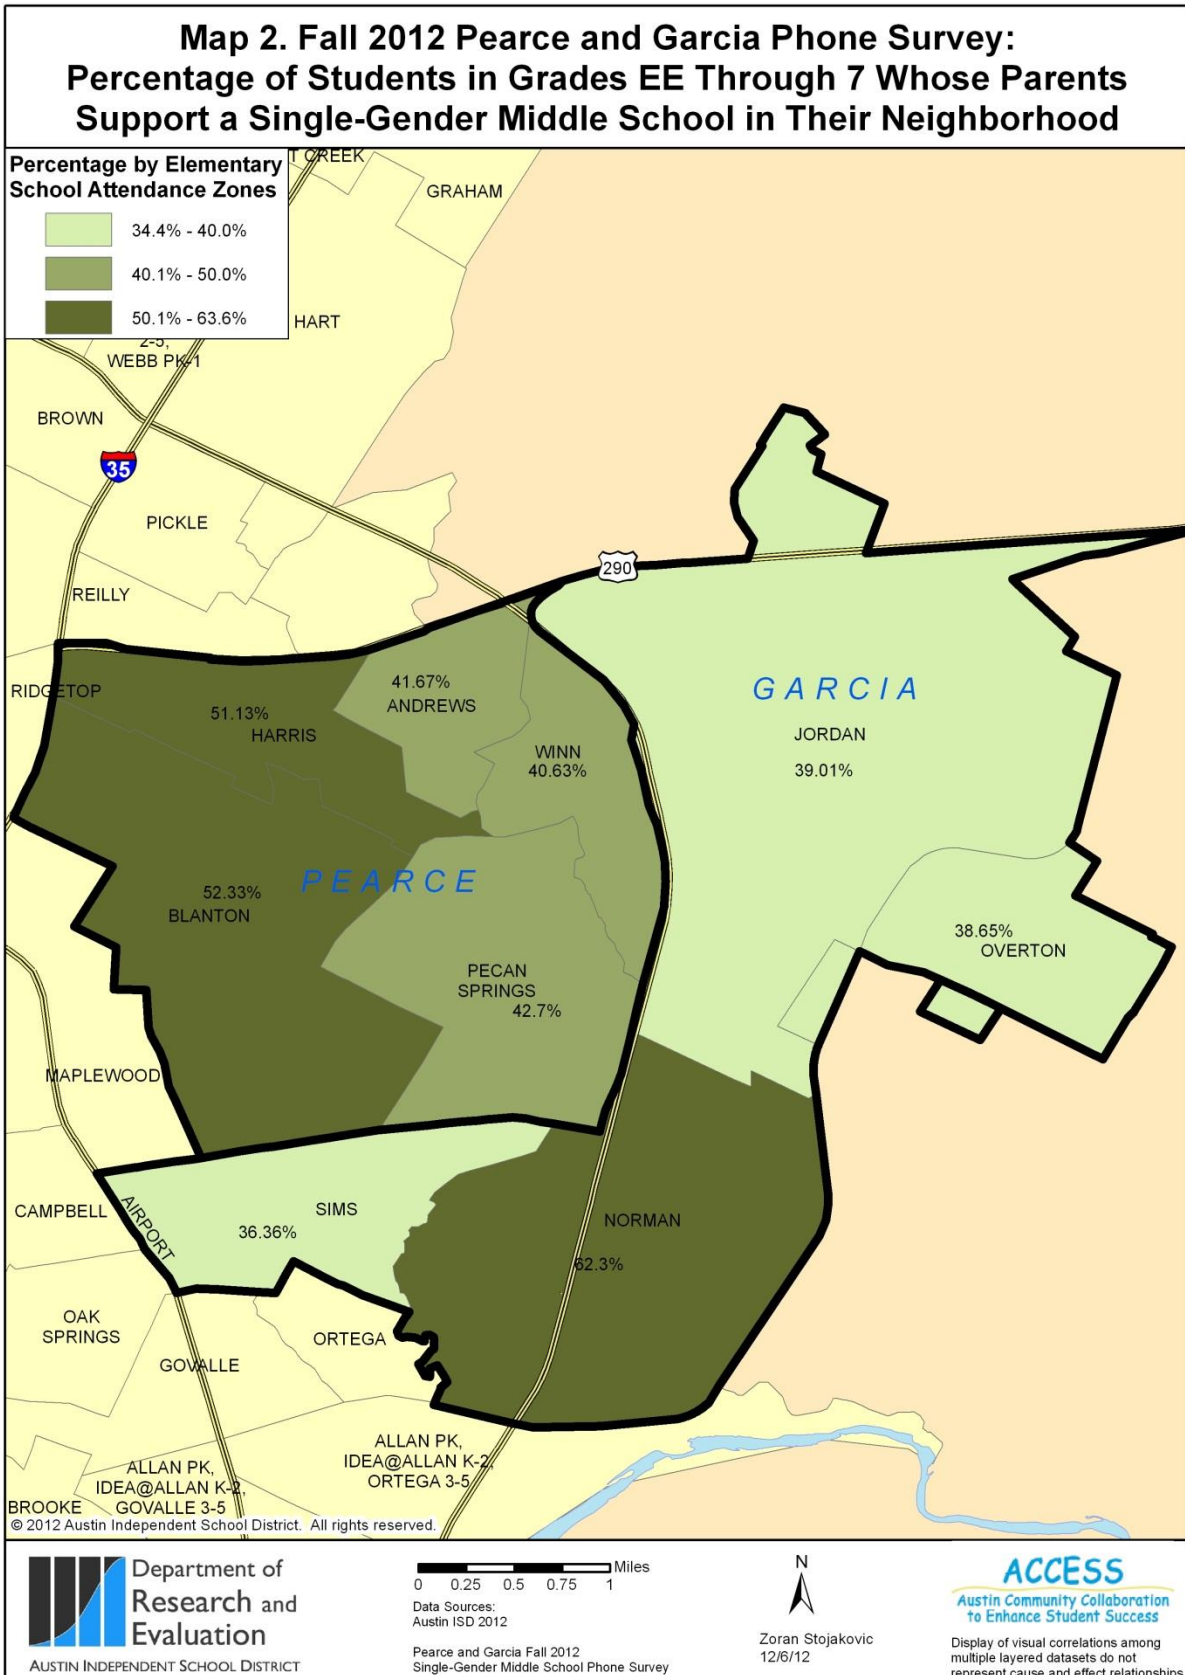 Map 2. Fall 2012 Pearce and Garcia Phone Survey:
Percentage of Students in Grades EE Through 7 Whose Parents
Support a Single-Gender Middle School in Their Neighborhood
Percentage by Elementary
School Attendance Zones
34.4% - 40.0%
40.1% - 50.0%
50.1% - 63.6%
T CREEK
GRAHAM
HART
2-5,
WEBB PK-1
BROWN
35
PICKLE
290
REILLY
RIDGETOP
41.67%
ANDREWS
51.13%
HARRIS
WINN
40.63%
GARCIA
JORDAN
39.01%
PEARCE
52.33%
BLANTON
38.65%
OVERTON
PECAN
SPRINGS
42.7%
MAPLEWOOD
CAMPBELL
AIRPORT
SIMS
36.36%
NORMAN
62.3%
OAK
SPRINGS
ORTEGA
GOVALLE
ALLAN PK,
IDEA@ALLAN K-2,
ORTEGA 3-5
ALLAN PK,
IDEA@ALLAN K-2,
GOVALLE 3-5
BROOKE
© 2012 Austin Independent School District. All rights reserved.
Department of
Research and
Evaluation
AUSTIN INDEPENDENT SCHOOL DISTRICT
Miles
0 0.25 0.5 0.75 1
Data Sources:
Austin ISD 2012
Pearce and Garcia Fall 2012
Single-Gender Middle School Phone Survey
N
Zoran Stojakovic
12/6/12
ACCESS
Austin Community Collaboration
to Enhance Student Success
Display of visual correlations among
multiple layered datasets do not
represent cause and effect relationships